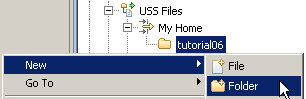 USS Files
My Home
tutorial06
New
File
Go To
Folder